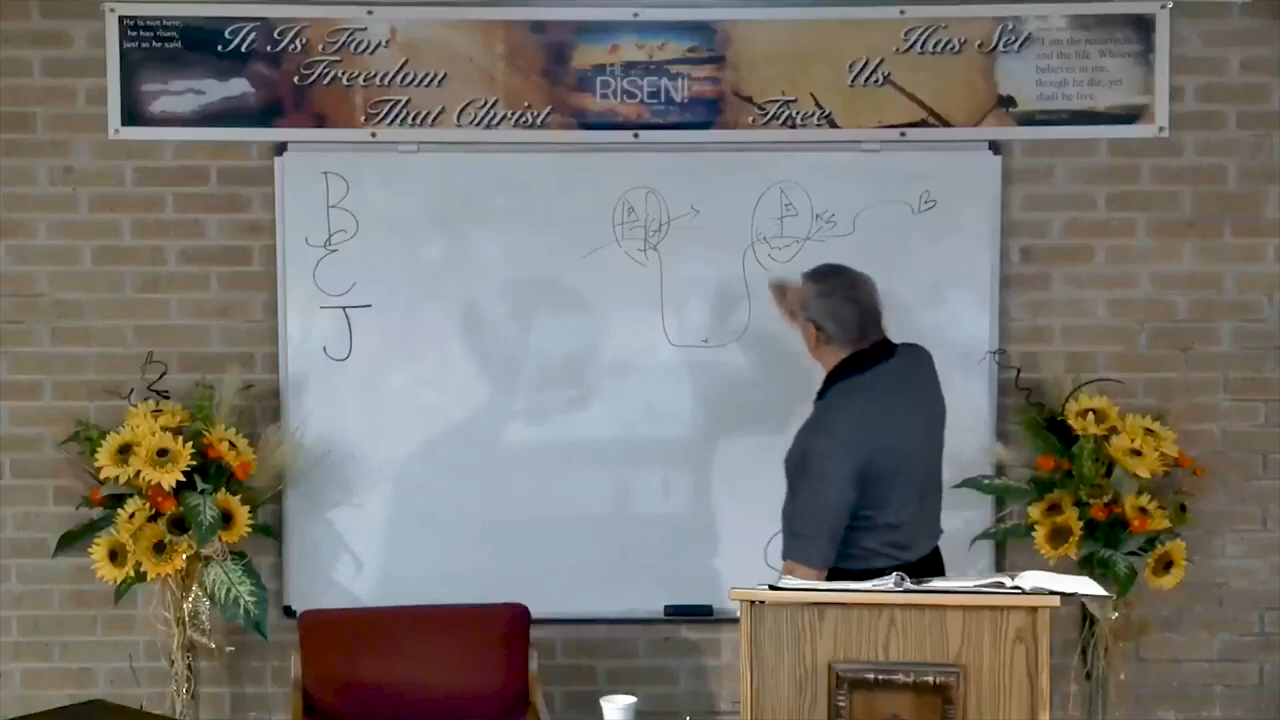 He is not here;
he has risen,
just as he said.
It Is For
Freedom
That Christ
HE
RISEN!
Has Set
Us
Free
"I am the resurrec
and the life. Whoever
believes in me,
though he die, yet
shall he live,
B
C
J
B